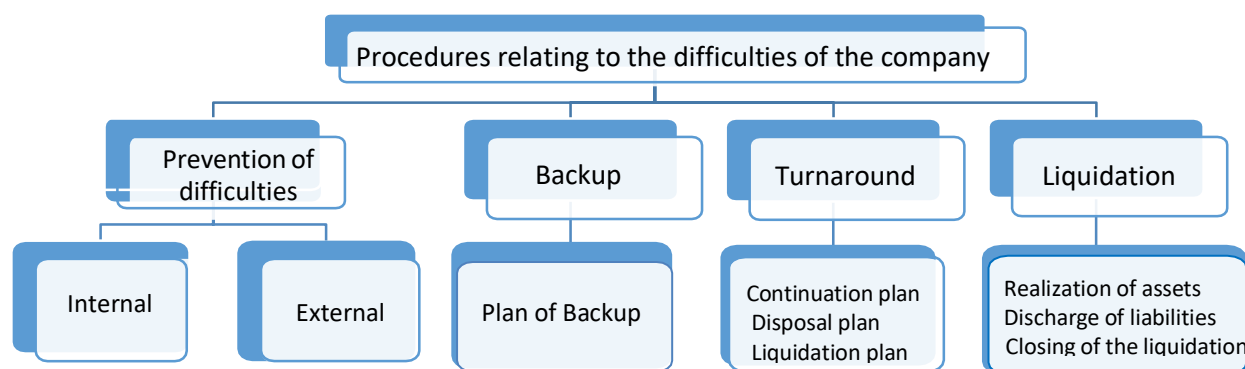 Procedures relating to the difficulties of the company
Prevention of
difficulties
Backup
Turnaround
Liquidation
Internal
External
Plan of Backup
Continuation plan
Disposal plan
Liquidation plan
Realization of assets
Discharge of liabilities
Closing of the liquidation